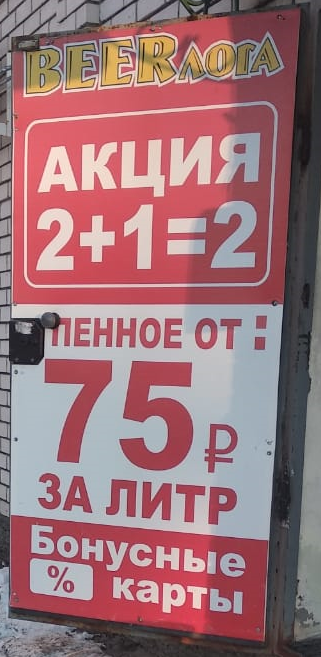 BEERлога
АКЦИЯ
2+1=2
ПЕННОЕ ОТ:
75₽
ЗА ЛИТР
Бонусные
% карты